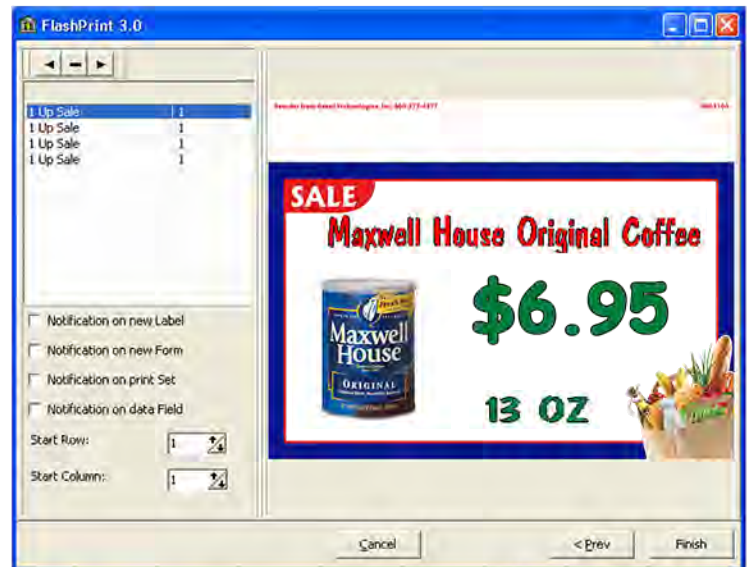 FlashPrint 3.0
1 Up Sale 1
1 Up Sale 1
1 Up Sale 1
1 Up Sale 1
Notification on new Label
Notification on new Form
Notification on print Set
Notification on data Field
Start Row: 1
Start Column: 1
SALE
Maxwell House Original Coffee
$6.95
Maxwell
House
ORIGINAL
13 OZ
Cancel
< Prev
Finish